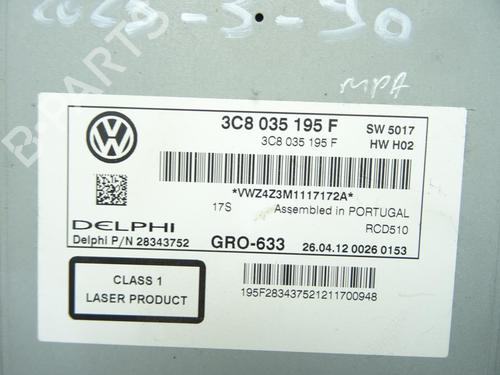 MPA
3C8 035 195 F SW 5017
3C8 035 195 F HW H02
*VWZ4Z3M1117172A*
17S Assembled in PORTUGAL
DELPHI RCD510
Delphi P/N 28343752 GRO-633 26.04.12 0026 0153
CLASS 1
LASER PRODUCT
195F283437521211700948
B-PARTS